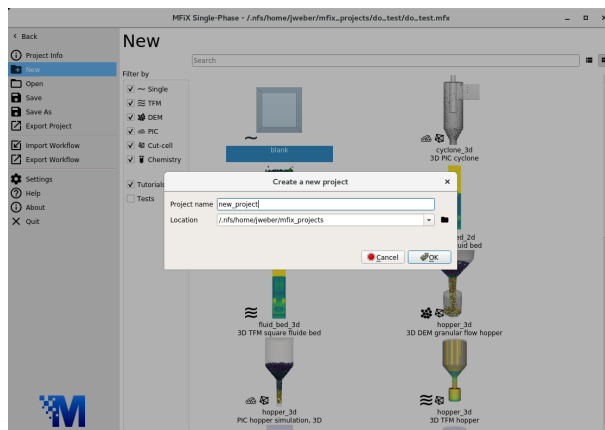 MFiX Single-Phase - /.nfs/home/jweber/mfix_projects/do_test/do_test.mfx
Back
Project Info
New
Open
Save
Save As
Export Project
Import Workflow
Export Workflow
Settings
Help
About
Quit
New
Search
Filter by
Single
TFM
DEM
PIC
Cut-cell
Chemistry
Tutorials
Tests
blank
cyclone_3d
3D PIC cyclone
Create a new project
Project name new_project
Location /.nfs/home/jweber/mfix_projects
Cancel OK
ed_2d
uid bed
fluid_bed_3d
3D TFM square fluide bed
hopper_3d
3D DEM granular flow hopper
hopper_3d
PIC hopper simulation, 3D
hopper_3d
3D TFM hopper
M